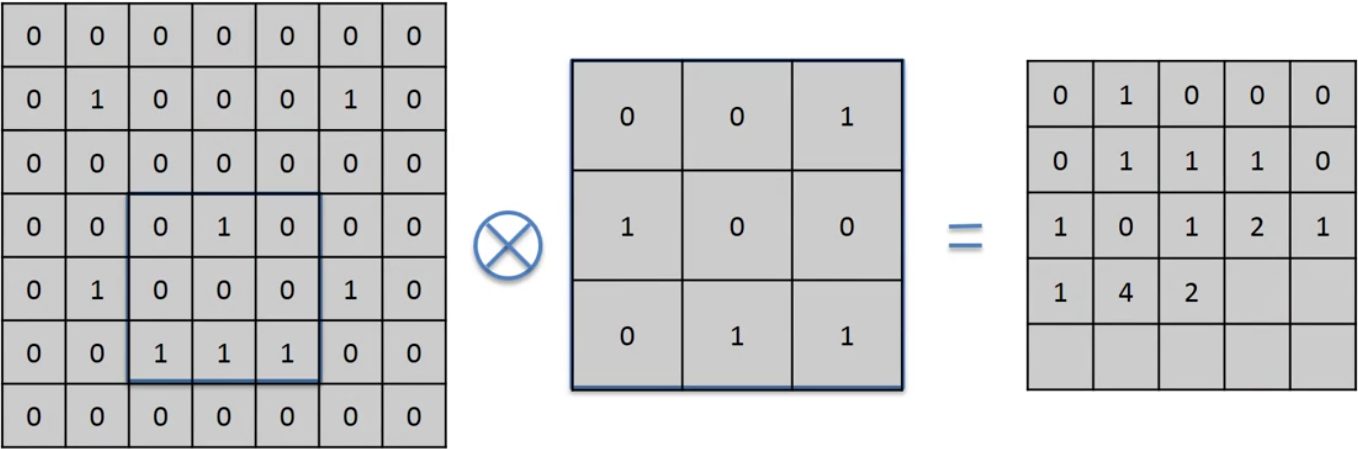 0 0 0 0 0 0 0
0 1 0 0 0 1 0
0 0 0 0 0 0 0
0 0 0 1 0 0 0
0 1 0 0 0 1 0
0 0 1 1 1 0 0
0 0 0 0 0 0 0
⊗
0 0 1
1 0 0
0 1 1
=
0 1 0 0 0
0 1 1 1 0
1 0 1 2 1
1 4 2